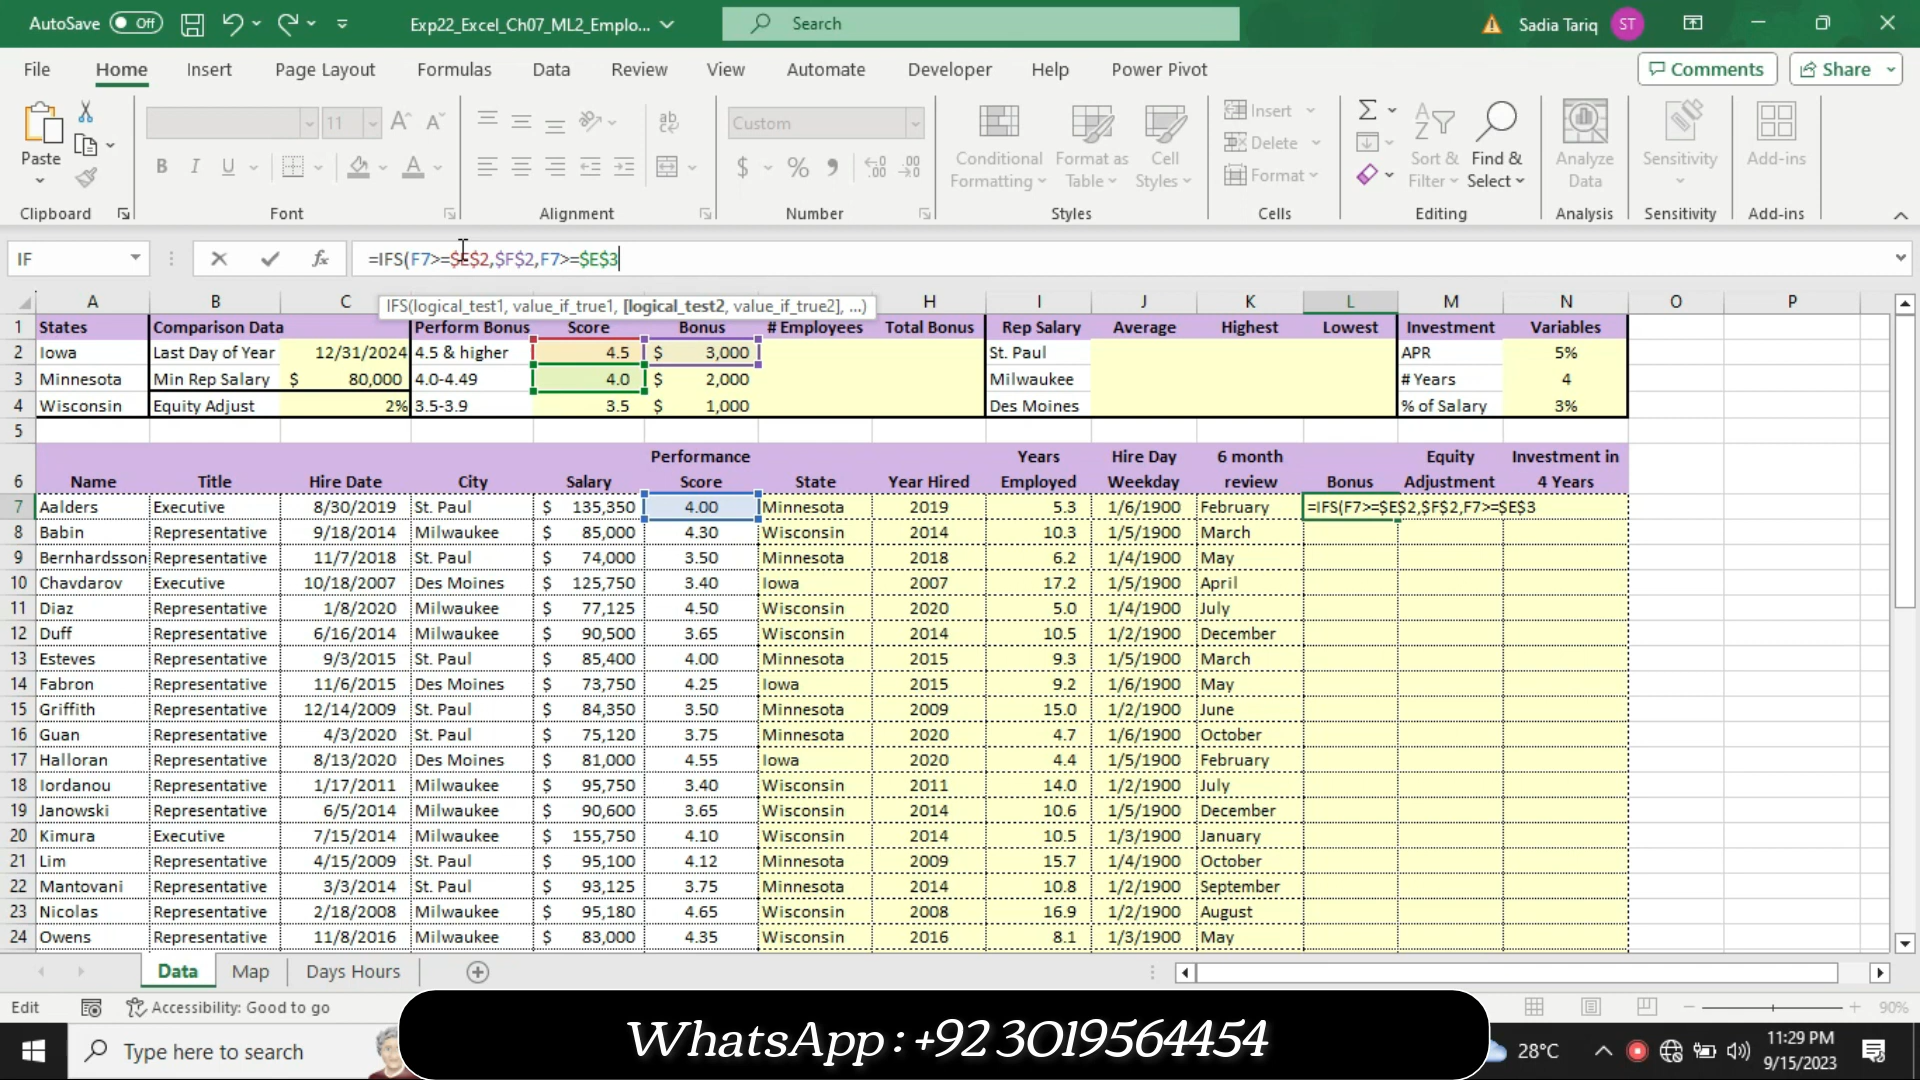 AutoSave Off Exp22_Excel_Ch07_ML2_Emplo... Search Sadia Tariq ST
File Home Insert Page Layout Formulas Data Review View Automate Developer Help Power Pivot Comments Share
Paste 11 Custom Conditional Formatting Format as Table Cell Styles Insert Delete Format Sort & Filter Find & Select Analyze Data Sensitivity Add-ins
Clipboard Font Alignment Number Styles Cells Editing Analysis Sensitivity Add-ins
IF =IFS(F7>=$E$2,$F$2,F7>=$E$3
IFS(logical_test1, value_if_true1, [logical_test2, value_if_true2], ...)
A B C H I J K L M N O P
1 States Comparison Data Perform Bonus Score Bonus # Employees Total Bonus Rep Salary Average Highest Lowest Investment Variables
2 Iowa Last Day of Year 12/31/2024 4.5 & higher 4.5 $ 3,000 St. Paul APR 5%
3 Minnesota Min Rep Salary $ 80,000 4.0-4.49 4.0 $ 2,000 Milwaukee # Years 4
4 Wisconsin Equity Adjust 2% 3.5-3.9 3.5 $ 1,000 Des Moines % of Salary 3%
5
6 Name Title Hire Date City Salary Performance Score State Year Hired Years Employed Hire Day Weekday 6 month review Bonus Equity Adjustment Investment in 4 Years
7 Aalders Executive 8/30/2019 St. Paul $ 135,350 4.00 Minnesota 2019 5.3 1/6/1900 February =IFS(F7>=$E$2,$F$2,F7>=$E$3
8 Babin Representative 9/18/2014 Milwaukee $ 85,000 4.30 Wisconsin 2014 10.3 1/5/1900 March
9 Bernhardsson Representative 11/7/2018 St. Paul $ 74,000 3.50 Minnesota 2018 6.2 1/4/1900 May
10 Chavdarov Executive 10/18/2007 Des Moines $ 125,750 3.40 Iowa 2007 17.2 1/5/1900 April
11 Diaz Representative 1/8/2020 Milwaukee $ 77,125 4.50 Wisconsin 2020 5.0 1/4/1900 July
12 Duff Representative 6/16/2014 Milwaukee $ 90,500 3.65 Wisconsin 2014 10.5 1/2/1900 December
13 Esteves Representative 9/3/2015 St. Paul $ 85,400 4.00 Minnesota 2015 9.3 1/5/1900 March
14 Fabron Representative 11/6/2015 Des Moines $ 73,750 4.25 Iowa 2015 9.2 1/6/1900 May
15 Griffith Representative 12/14/2009 St. Paul $ 84,350 3.50 Minnesota 2009 15.0 1/2/1900 June
16 Guan Representative 4/3/2020 St. Paul $ 75,120 3.75 Minnesota 2020 4.7 1/6/1900 October
17 Halloran Representative 8/13/2020 Des Moines $ 81,000 4.55 Iowa 2020 4.4 1/5/1900 February
18 Iordanou Representative 1/17/2011 Milwaukee $ 95,750 3.40 Wisconsin 2011 14.0 1/2/1900 July
19 Janowski Representative 6/5/2014 Milwaukee $ 90,600 3.65 Wisconsin 2014 10.6 1/5/1900 December
20 Kimura Executive 7/15/2014 Milwaukee $ 155,750 4.10 Wisconsin 2014 10.5 1/3/1900 January
21 Lim Representative 4/15/2009 St. Paul $ 95,100 4.12 Minnesota 2009 15.7 1/4/1900 October
22 Mantovani Representative 3/3/2014 St. Paul $ 93,125 3.75 Minnesota 2014 10.8 1/2/1900 September
23 Nicolas Representative 2/18/2008 Milwaukee $ 95,180 4.65 Wisconsin 2008 16.9 1/2/1900 August
24 Owens Representative 11/8/2016 Milwaukee $ 83,000 4.35 Wisconsin 2016 8.1 1/3/1900 May
Data Map Days Hours
Edit Accessibility: Good to go 90%
WhatsApp : +92 3019564454
Type here to search 28°C 11:29 PM
9/15/2023